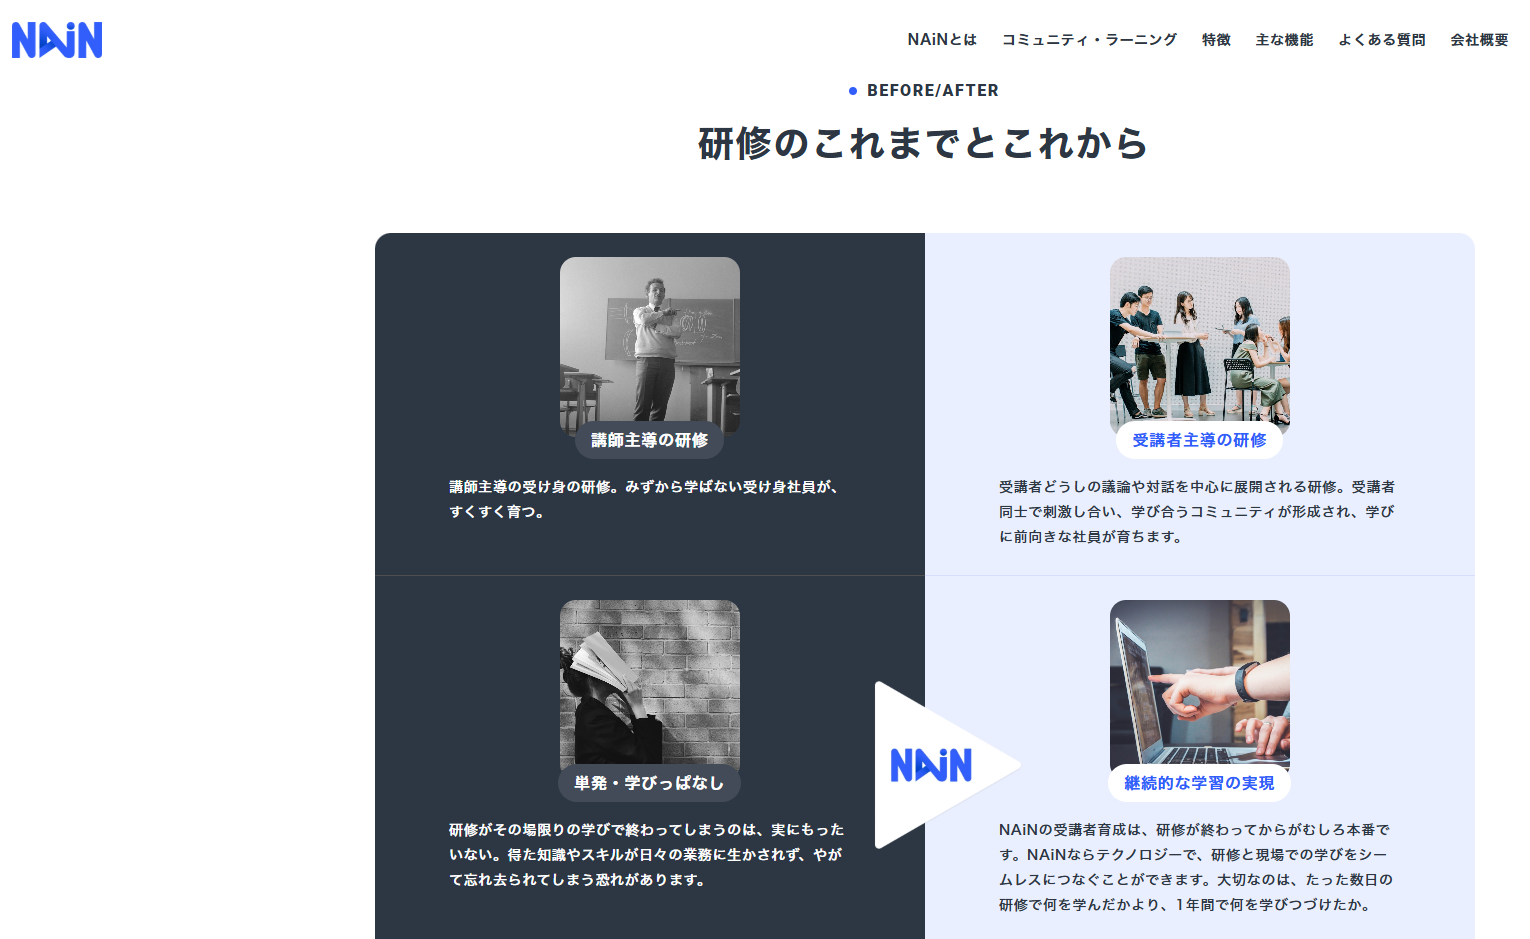 NAiN
NAiNとは
コミュニティ・ラーニング
特徴
主な機能
よくある質問
会社概要
BEFORE/AFTER
研修のこれまでとこれから
講師主導の研修
講師主導の受け身の研修。みずから学ばない受け身社員が、
すくすく育つ。
受講者主導の研修
受講者どうしの議論や対話を中心に展開される研修。受講者
同士で刺激し合い、学び合うコミュニティが形成され、学び
に前向きな社員が育ちます。
単発・学びっぱなし
研修がその場限りの学びで終わってしまうのは、実にもった
いない。得た知識やスキルが日々の業務に生かされず、やが
て忘れ去られてしまう恐れがあります。
NAiN
継続的な学習の実現
NAiNの受講者育成は、研修が終わってからがむしろ本番で
す。NAiNならテクノロジーで、研修と現場での学びをシー
ムレスにつなぐことができます。大切なのは、たった数日の
研修で何を学んだかより、1年間で何を学びつづけたか。